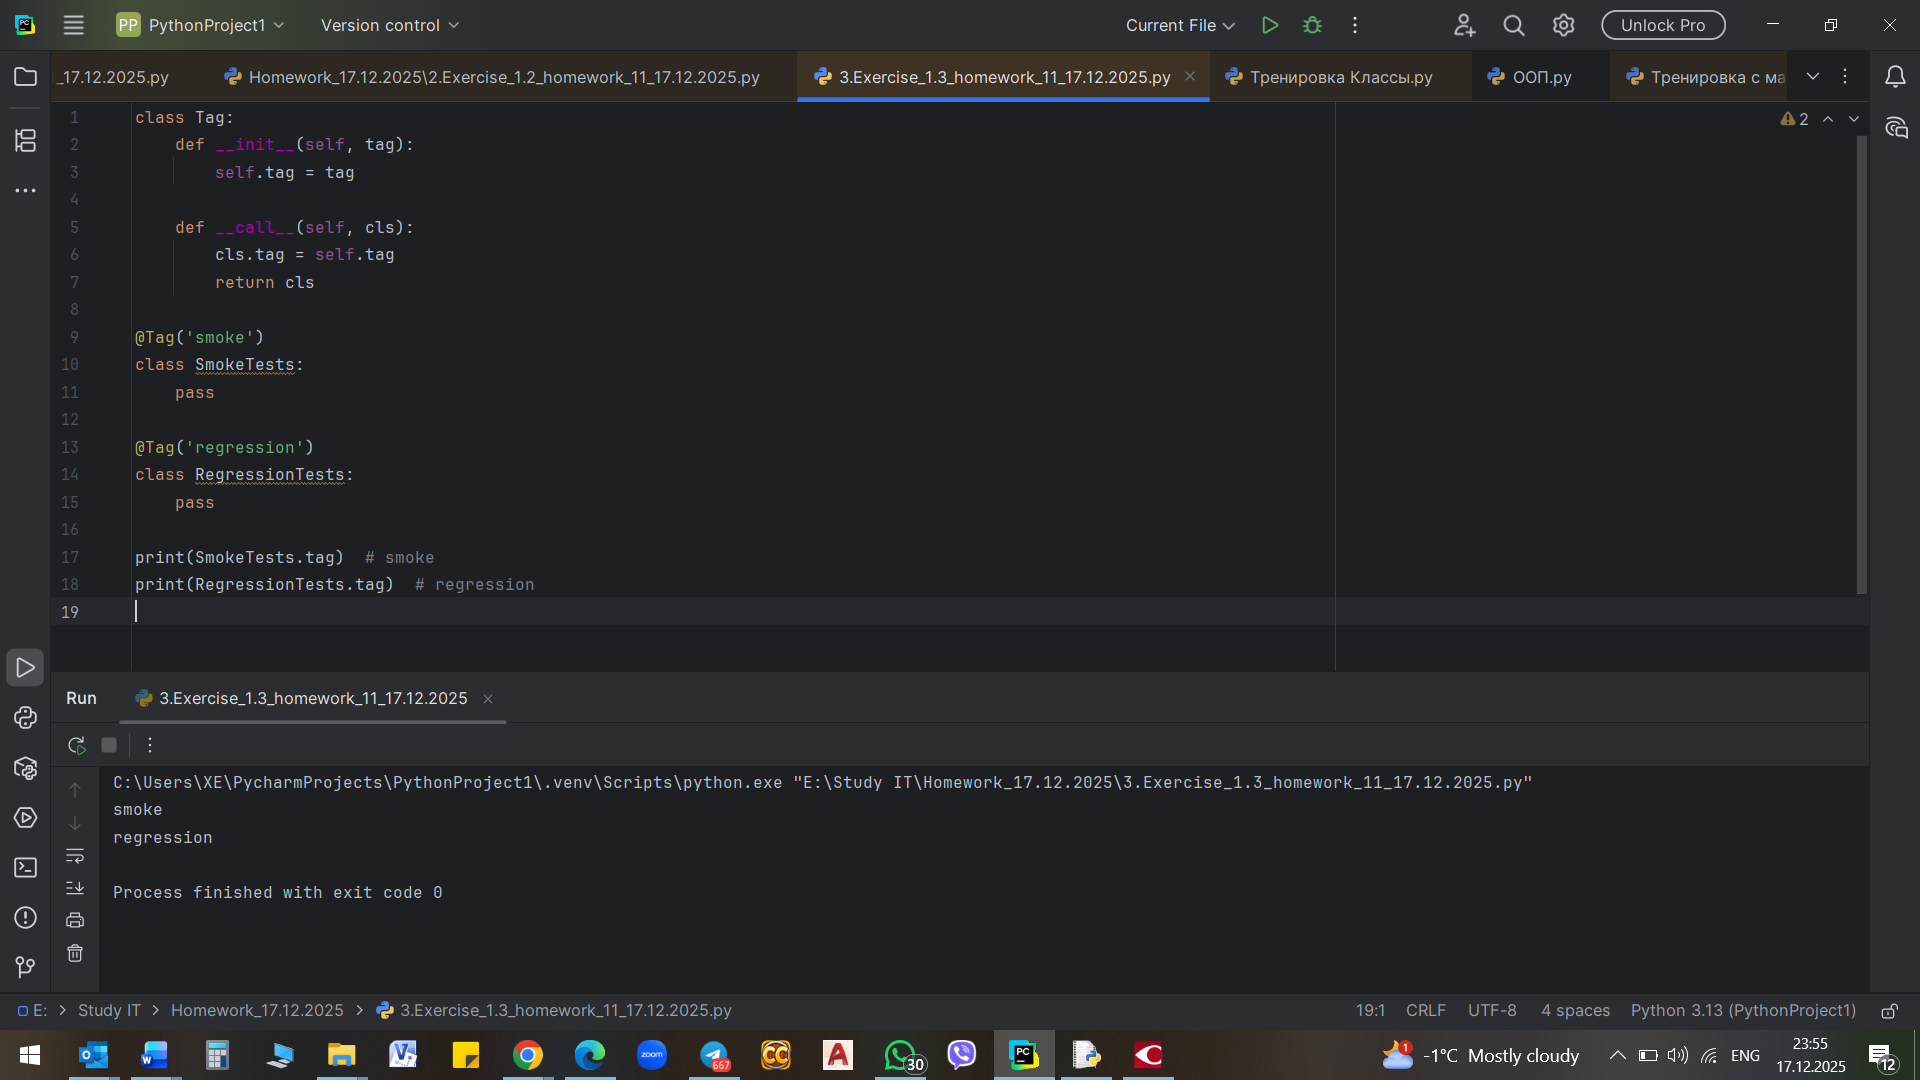 PC PP PythonProject1 Version control Current File Unlock Pro
_17.12.2025.py Homework_17.12.2025\2.Exercise_1.2_homework_11_17.12.2025.py 3.Exercise_1.3_homework_11_17.12.2025.py Тренировка Классы.py ООП.py Тренировка с ма
1 class Tag: 2
2 def __init__(self, tag):
3 self.tag = tag
4
5 def __call__(self, cls):
6 cls.tag = self.tag
7 return cls
8
9 @Tag('smoke')
10 class SmokeTests:
11 pass
12
13 @Tag('regression')
14 class RegressionTests:
15 pass
16
17 print(SmokeTests.tag)  # smoke
18 print(RegressionTests.tag)  # regression
19
Run 3.Exercise_1.3_homework_11_17.12.2025
C:\Users\XE\PycharmProjects\PythonProject1\.venv\Scripts\python.exe "E:\Study IT\Homework_17.12.2025\3.Exercise_1.3_homework_11_17.12.2025.py"
smoke
regression
Process finished with exit code 0
E: > Study IT > Homework_17.12.2025 > 3.Exercise_1.3_homework_11_17.12.2025.py 19:1 CRLF UTF-8 4 spaces Python 3.13 (PythonProject1)
zoom 667 30 PC 1 -1°C Mostly cloudy ENG 23:55
17.12.2025 12